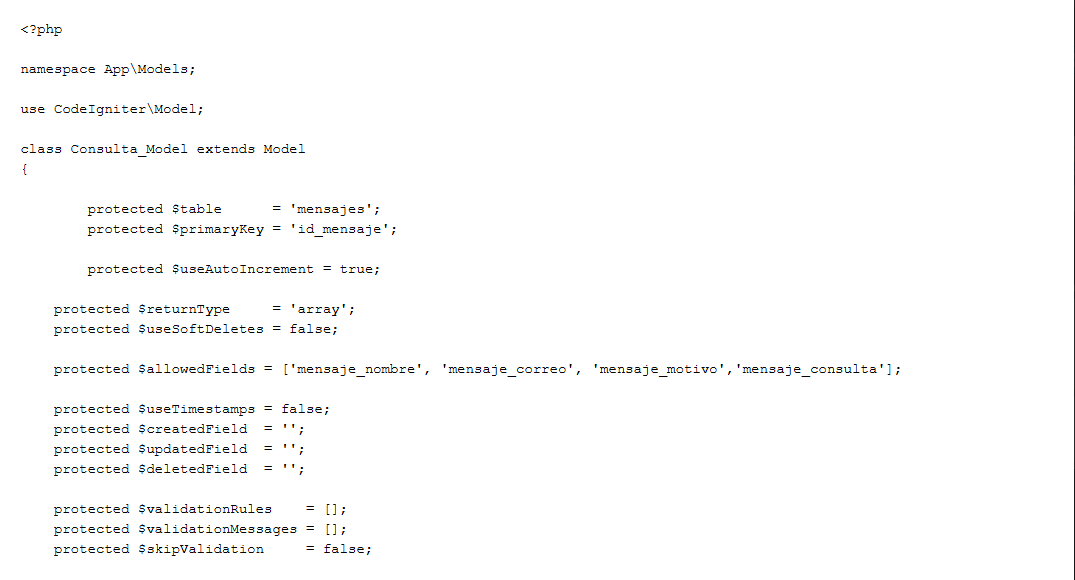 <?php
namespace App\Models;
use CodeIgniter\Model;
class Consulta_Model extends Model
{
protected $table      = 'mensajes';
protected $primaryKey = 'id_mensaje';
protected $useAutoIncrement = true;
protected $returnType     = 'array';
protected $useSoftDeletes = false;
protected $allowedFields = ['mensaje_nombre', 'mensaje_correo', 'mensaje_motivo','mensaje_consulta'];
protected $useTimestamps = false;
protected $createdField  = '';
protected $updatedField  = '';
protected $deletedField  = '';
protected $validationRules    = [];
protected $validationMessages = [];
protected $skipValidation     = false;